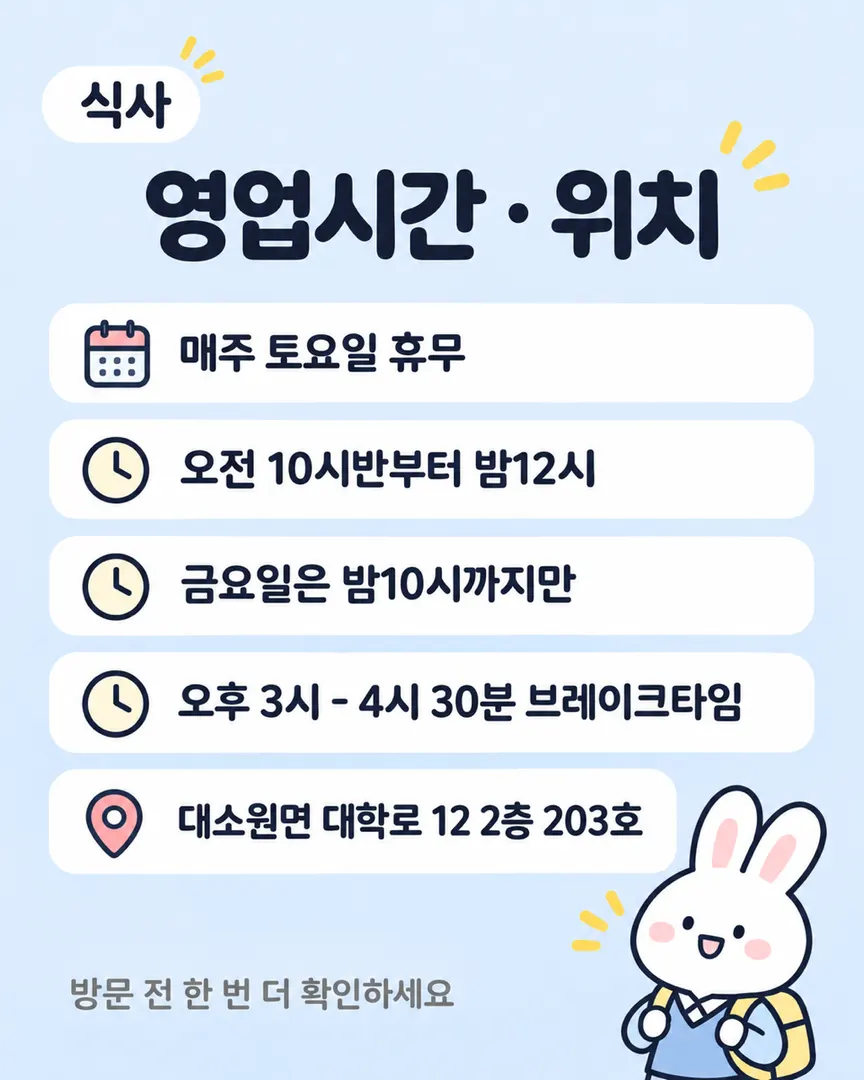 식사
영업시간 · 위치
매주 토요일 휴무
오전 10시반부터 밤12시
금요일은 밤10시까지만
오후 3시 - 4시 30분 브레이크타임
대소원면 대학로 12 2층 203호
방문 전 한 번 더 확인하세요